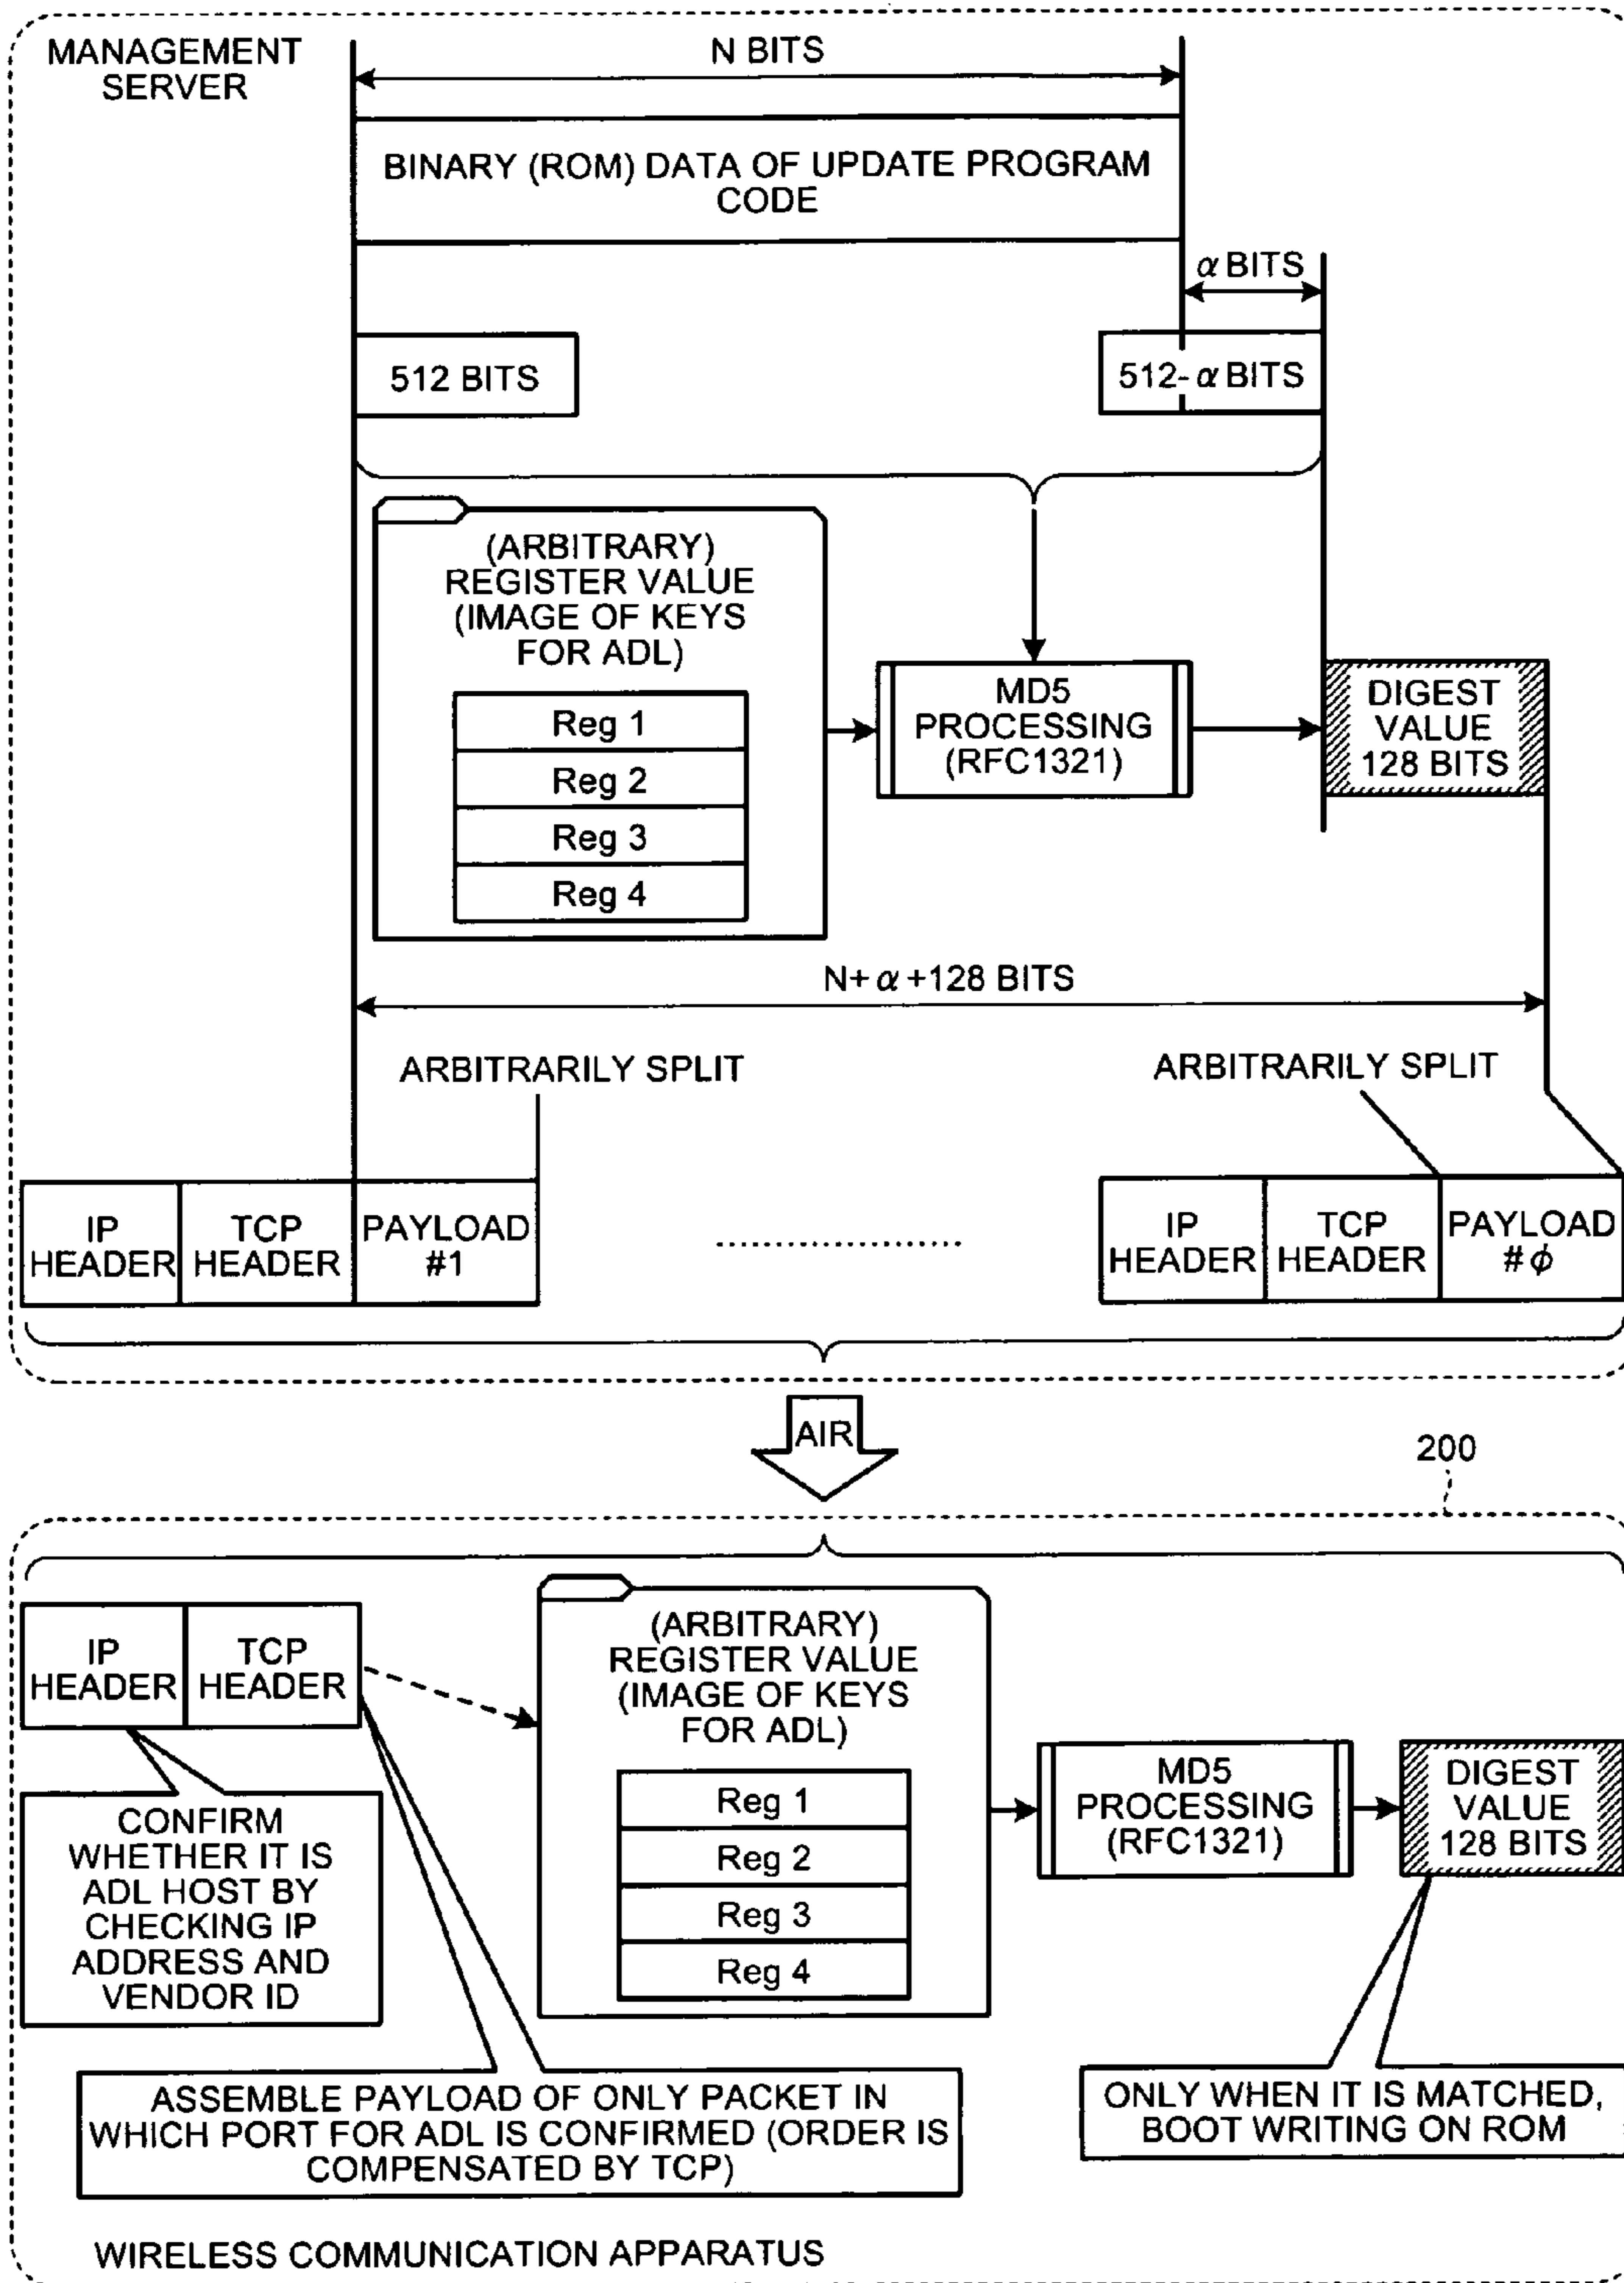 MANAGEMENT
SERVER
N BITS
BINARY (ROM) DATA OF UPDATE PROGRAM
CODE
α BITS
512 BITS
512- α BITS
(ARBITRARY)
REGISTER VALUE
(IMAGE OF KEYS
FOR ADL)
Reg 1
Reg 2
Reg 3
Reg 4
MD5
PROCESSING
(RFC1321)
DIGEST
VALUE
128 BITS
N+ α +128 BITS
ARBITRARILY SPLIT
ARBITRARILY SPLIT
IP
HEADER
TCP
HEADER
PAYLOAD
#1
IP
HEADER
TCP
HEADER
PAYLOAD
#φ
AIR
200
IP
HEADER
TCP
HEADER
(ARBITRARY)
REGISTER VALUE
(IMAGE OF KEYS
FOR ADL)
Reg 1
Reg 2
Reg 3
Reg 4
MD5
PROCESSING
(RFC1321)
DIGEST
VALUE
128 BITS
CONFIRM
WHETHER IT IS
ADL HOST BY
CHECKING IP
ADDRESS AND
VENDOR ID
ASSEMBLE PAYLOAD OF ONLY PACKET IN
WHICH PORT FOR ADL IS CONFIRMED (ORDER IS
COMPENSATED BY TCP)
ONLY WHEN IT IS MATCHED,
BOOT WRITING ON ROM
WIRELESS COMMUNICATION APPARATUS